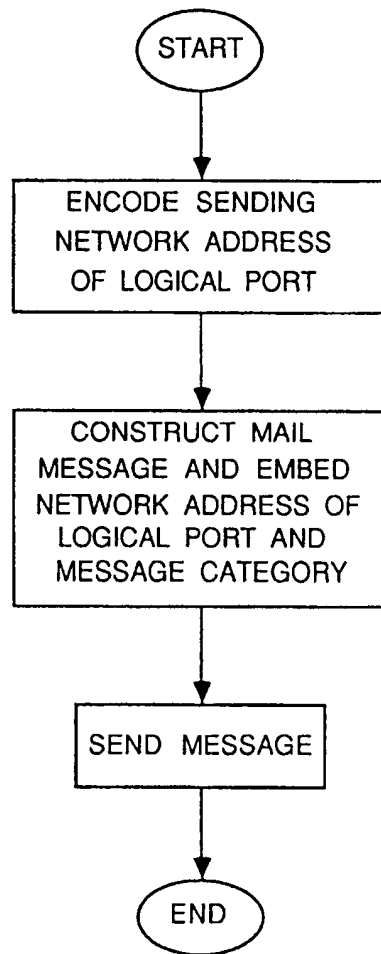 START
ENCODE SENDING
NETWORK ADDRESS
OF LOGICAL PORT
CONSTRUCT MAIL
MESSAGE AND EMBED
NETWORK ADDRESS OF
LOGICAL PORT AND
MESSAGE CATEGORY
SEND MESSAGE
END